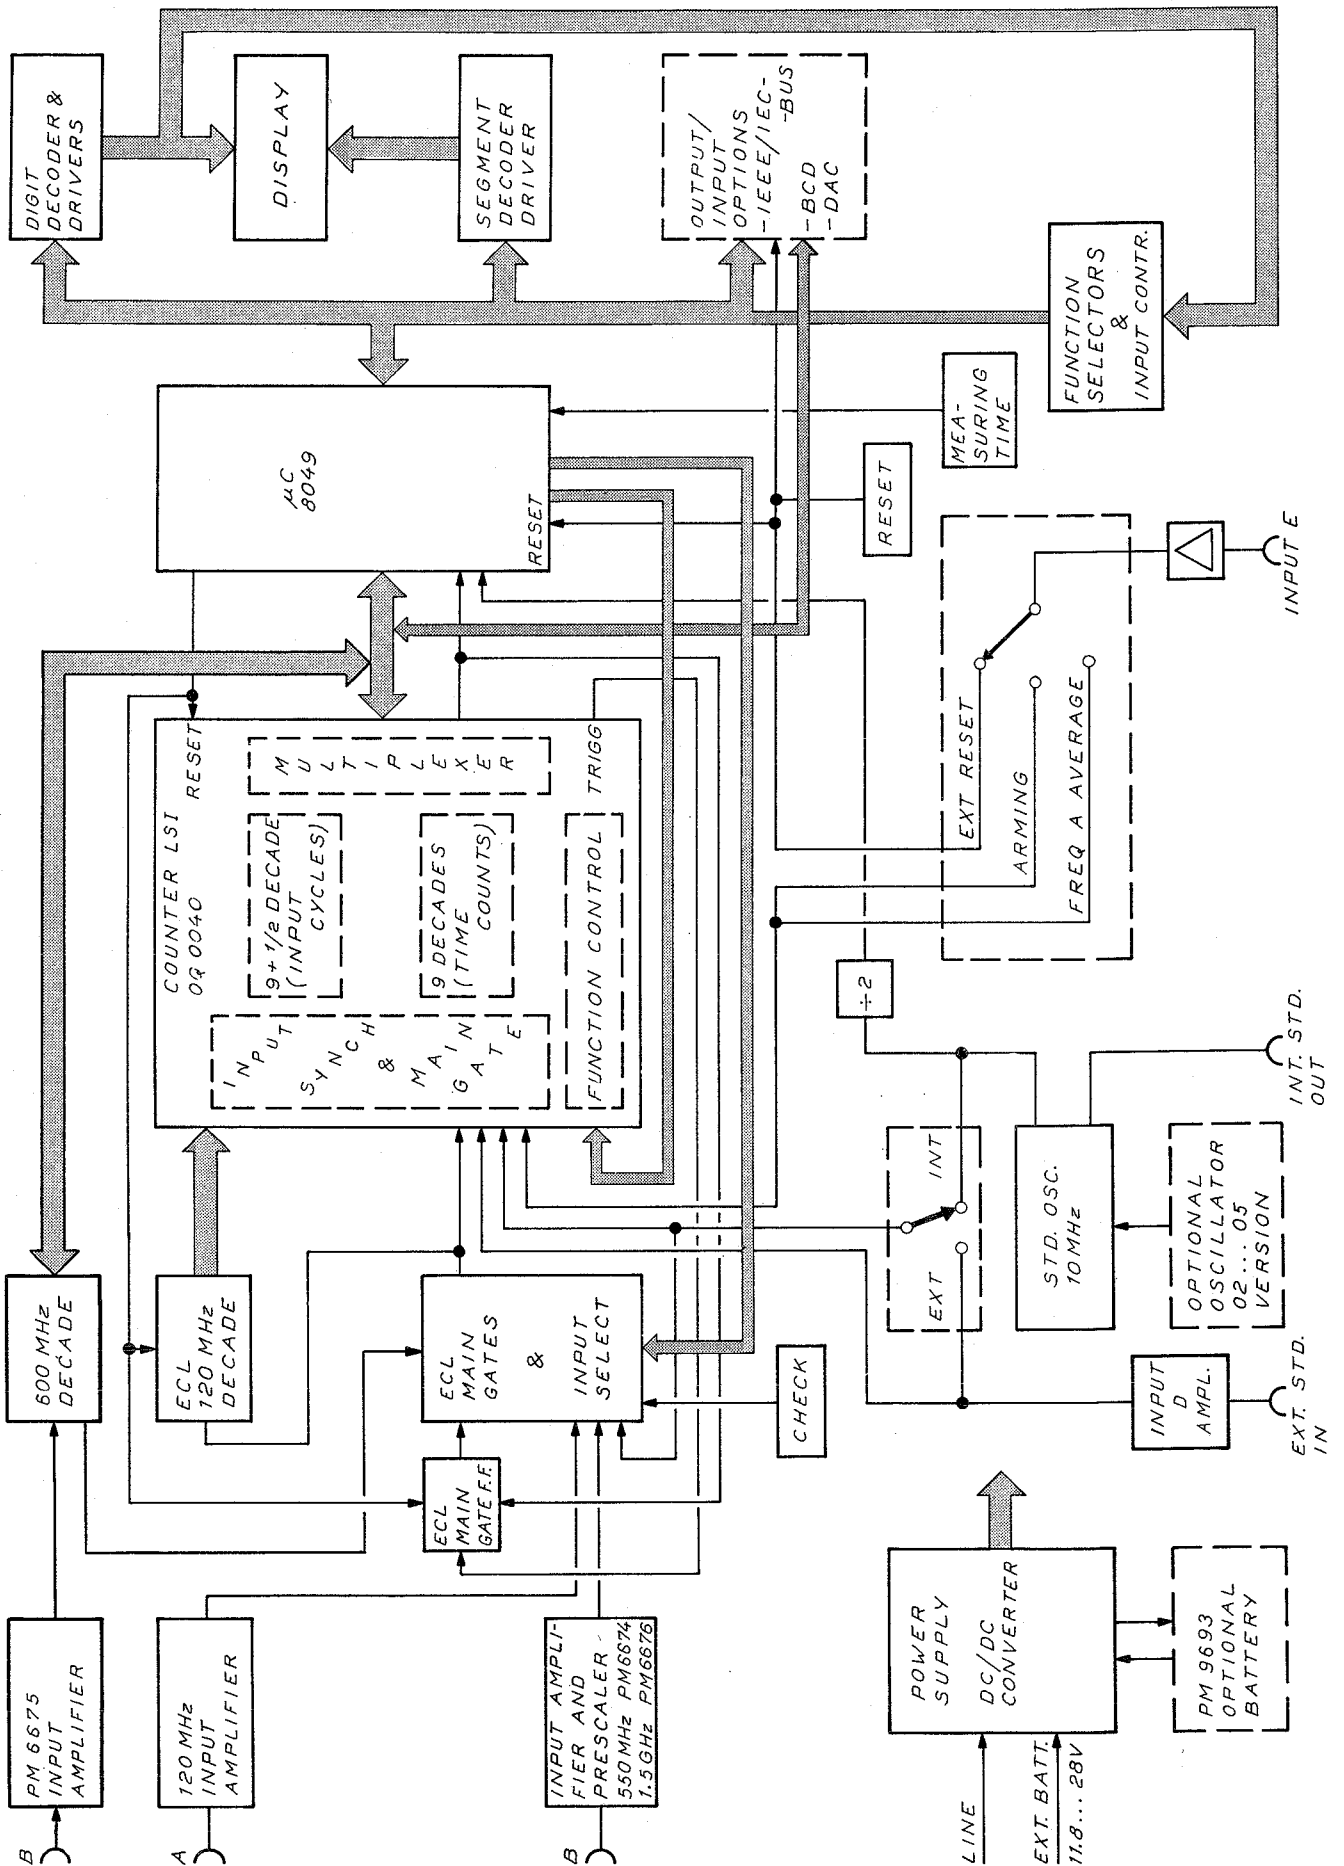 B
PM 6675
INPUT
AMPLIFIER
600 MHz
DECADE
DIGIT
DECODER &
DRIVERS
A
120 MHz
INPUT
AMPLIFIER
ECL
120 MHz
DECADE
COUNTER LSI
OQ 0040
RESET
INPUT
SYNCH
&
MAIN
GATE
9+1/2 DECADE
(INPUT
CYCLES)
9 DECADES
(TIME
COUNTS)
MULTIPLEXER
FUNCTION CONTROL
TRIGG
µC
8049
RESET
DISPLAY
SEGMENT
DECODER
DRIVER
ECL
MAIN
GATE F.F.
ECL
MAIN
GATES
&
INPUT
SELECT
B
INPUT AMPLI-
FIER AND
PRESCALER
550 MHz PM6674
1.5 GHz PM6676
CHECK
OUTPUT/
INPUT
OPTIONS
-IEEE/IEC-
-BUS
-BCD
-DAC
RESET
MEA-
SURING
TIME
÷2
EXT
INT
EXT RESET
ARMING
FREQ A AVERAGE
FUNCTION
SELECTORS
&
INPUT CONTR.
LINE
EXT. BATT.
11.8 ... 28V
POWER
SUPPLY
DC/DC
CONVERTER
PM 9693
OPTIONAL
BATTERY
INPUT
D
AMPL.
EXT. STD.
IN
STD. OSC.
10 MHz
OPTIONAL
OSCILLATOR
02 ... 05
VERSION
INT. STD.
OUT
INPUT E